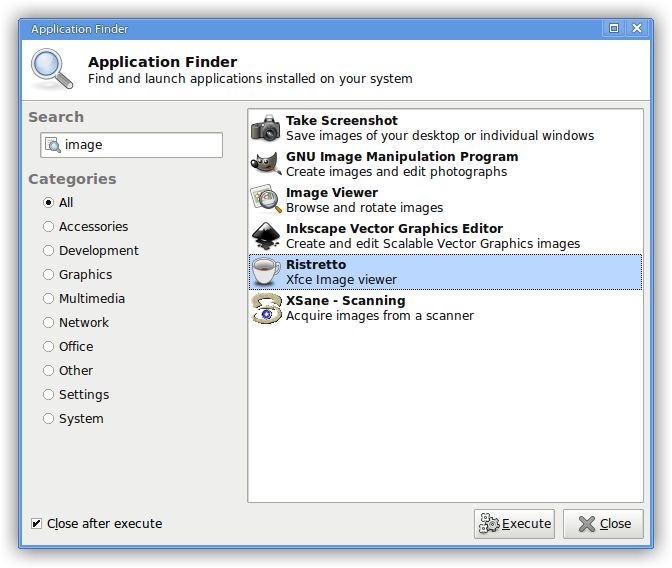 Application Finder
Application Finder
Find and launch applications installed on your system
Search
image
Categories
All
Accessories
Development
Graphics
Multimedia
Network
Office
Other
Settings
System
Take Screenshot
Save images of your desktop or individual windows
GNU Image Manipulation Program
Create images and edit photographs
Image Viewer
Browse and rotate images
Inkscape Vector Graphics Editor
Create and edit Scalable Vector Graphics images
Ristretto
Xfce Image viewer
XSane - Scanning
Acquire images from a scanner
Close after execute
Execute
Close